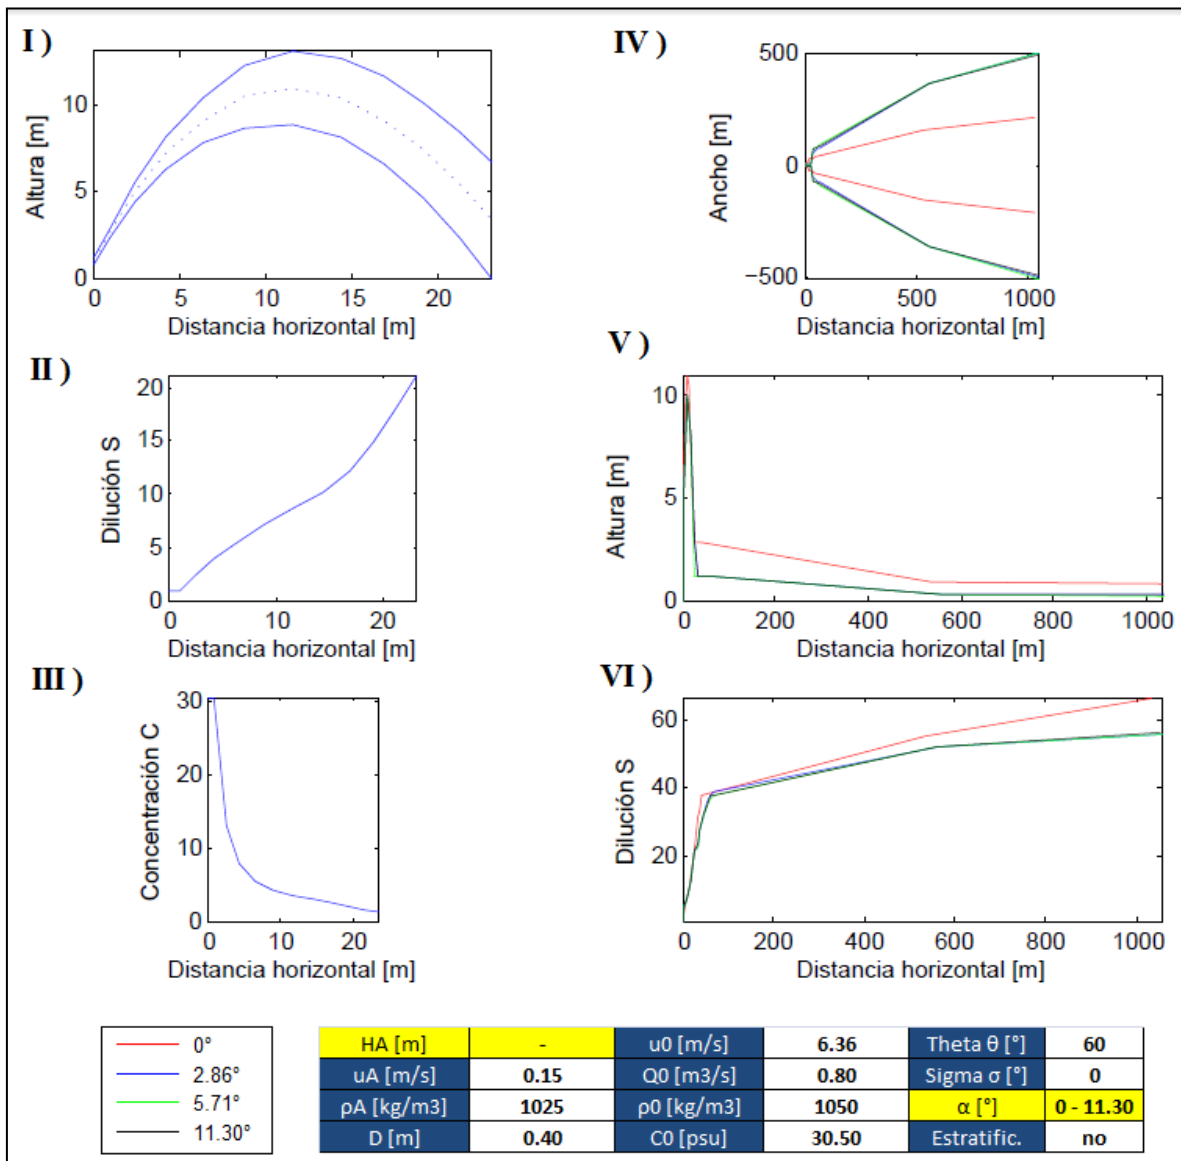 I )
Altura [m]
10
5
0
0 5 10 15 20
Distancia horizontal [m]
II )
Dilución S
20
15
10
5
0
0 10 20
Distancia horizontal [m]
III )
Concentración C
30
20
10
0
0 10 20
Distancia horizontal [m]
IV )
Ancho [m]
500
0
−500
0 500 1000
Distancia horizontal [m]
V )
Altura [m]
10
5
0
0 200 400 600 800 1000
Distancia horizontal [m]
VI )
Dilución S
60
40
20
0 200 400 600 800 1000
Distancia horizontal [m]
0°
2.86°
5.71°
11.30°
HA [m] - u0 [m/s] 6.36 Theta θ [°] 60
uA [m/s] 0.15 Q0 [m3/s] 0.80 Sigma σ [°] 0
ρA [kg/m3] 1025 ρ0 [kg/m3] 1050 α [°] 0 - 11.30
D [m] 0.40 C0 [psu] 30.50 Estratific. no